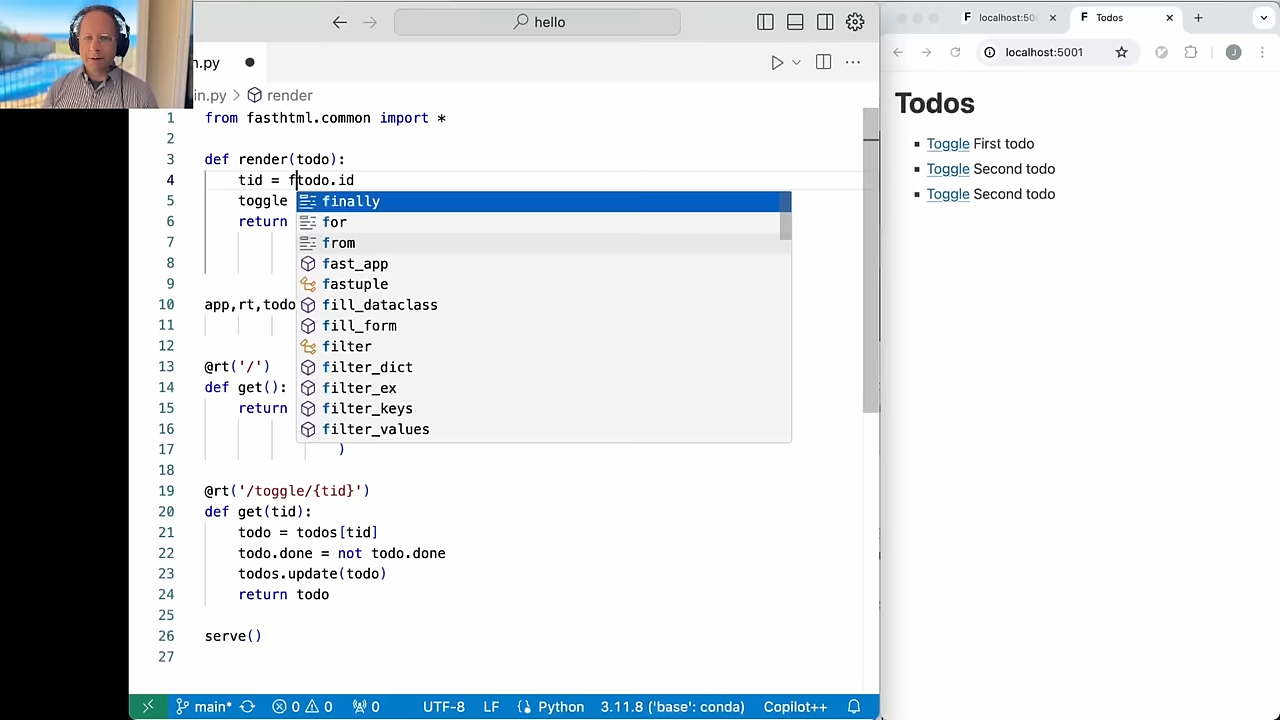 hello
n.py
in.py > render
1 from fasthtml.common import *
2
3 def render(todo):
4 tid = ftodo.id
5 toggle
6 return
7
8
9
10 app,rt,todo
11
12
13 @rt('/')
14 def get():
15 return
16
17 )
18
19 @rt('/toggle/{tid}')
20 def get(tid):
21 todo = todos[tid]
22 todo.done = not todo.done
23 todos.update(todo)
24 return todo
25
26 serve()
27
finally
for
from
fast_app
fastuple
fill_dataclass
fill_form
filter
filter_dict
filter_ex
filter_keys
filter_values
main* 0 0 0 UTF-8 LF Python 3.11.8 ('base': conda) Copilot++
F localhost:50 F Todos
localhost:5001 J
Todos
Toggle First todo
Toggle Second todo
Toggle Second todo